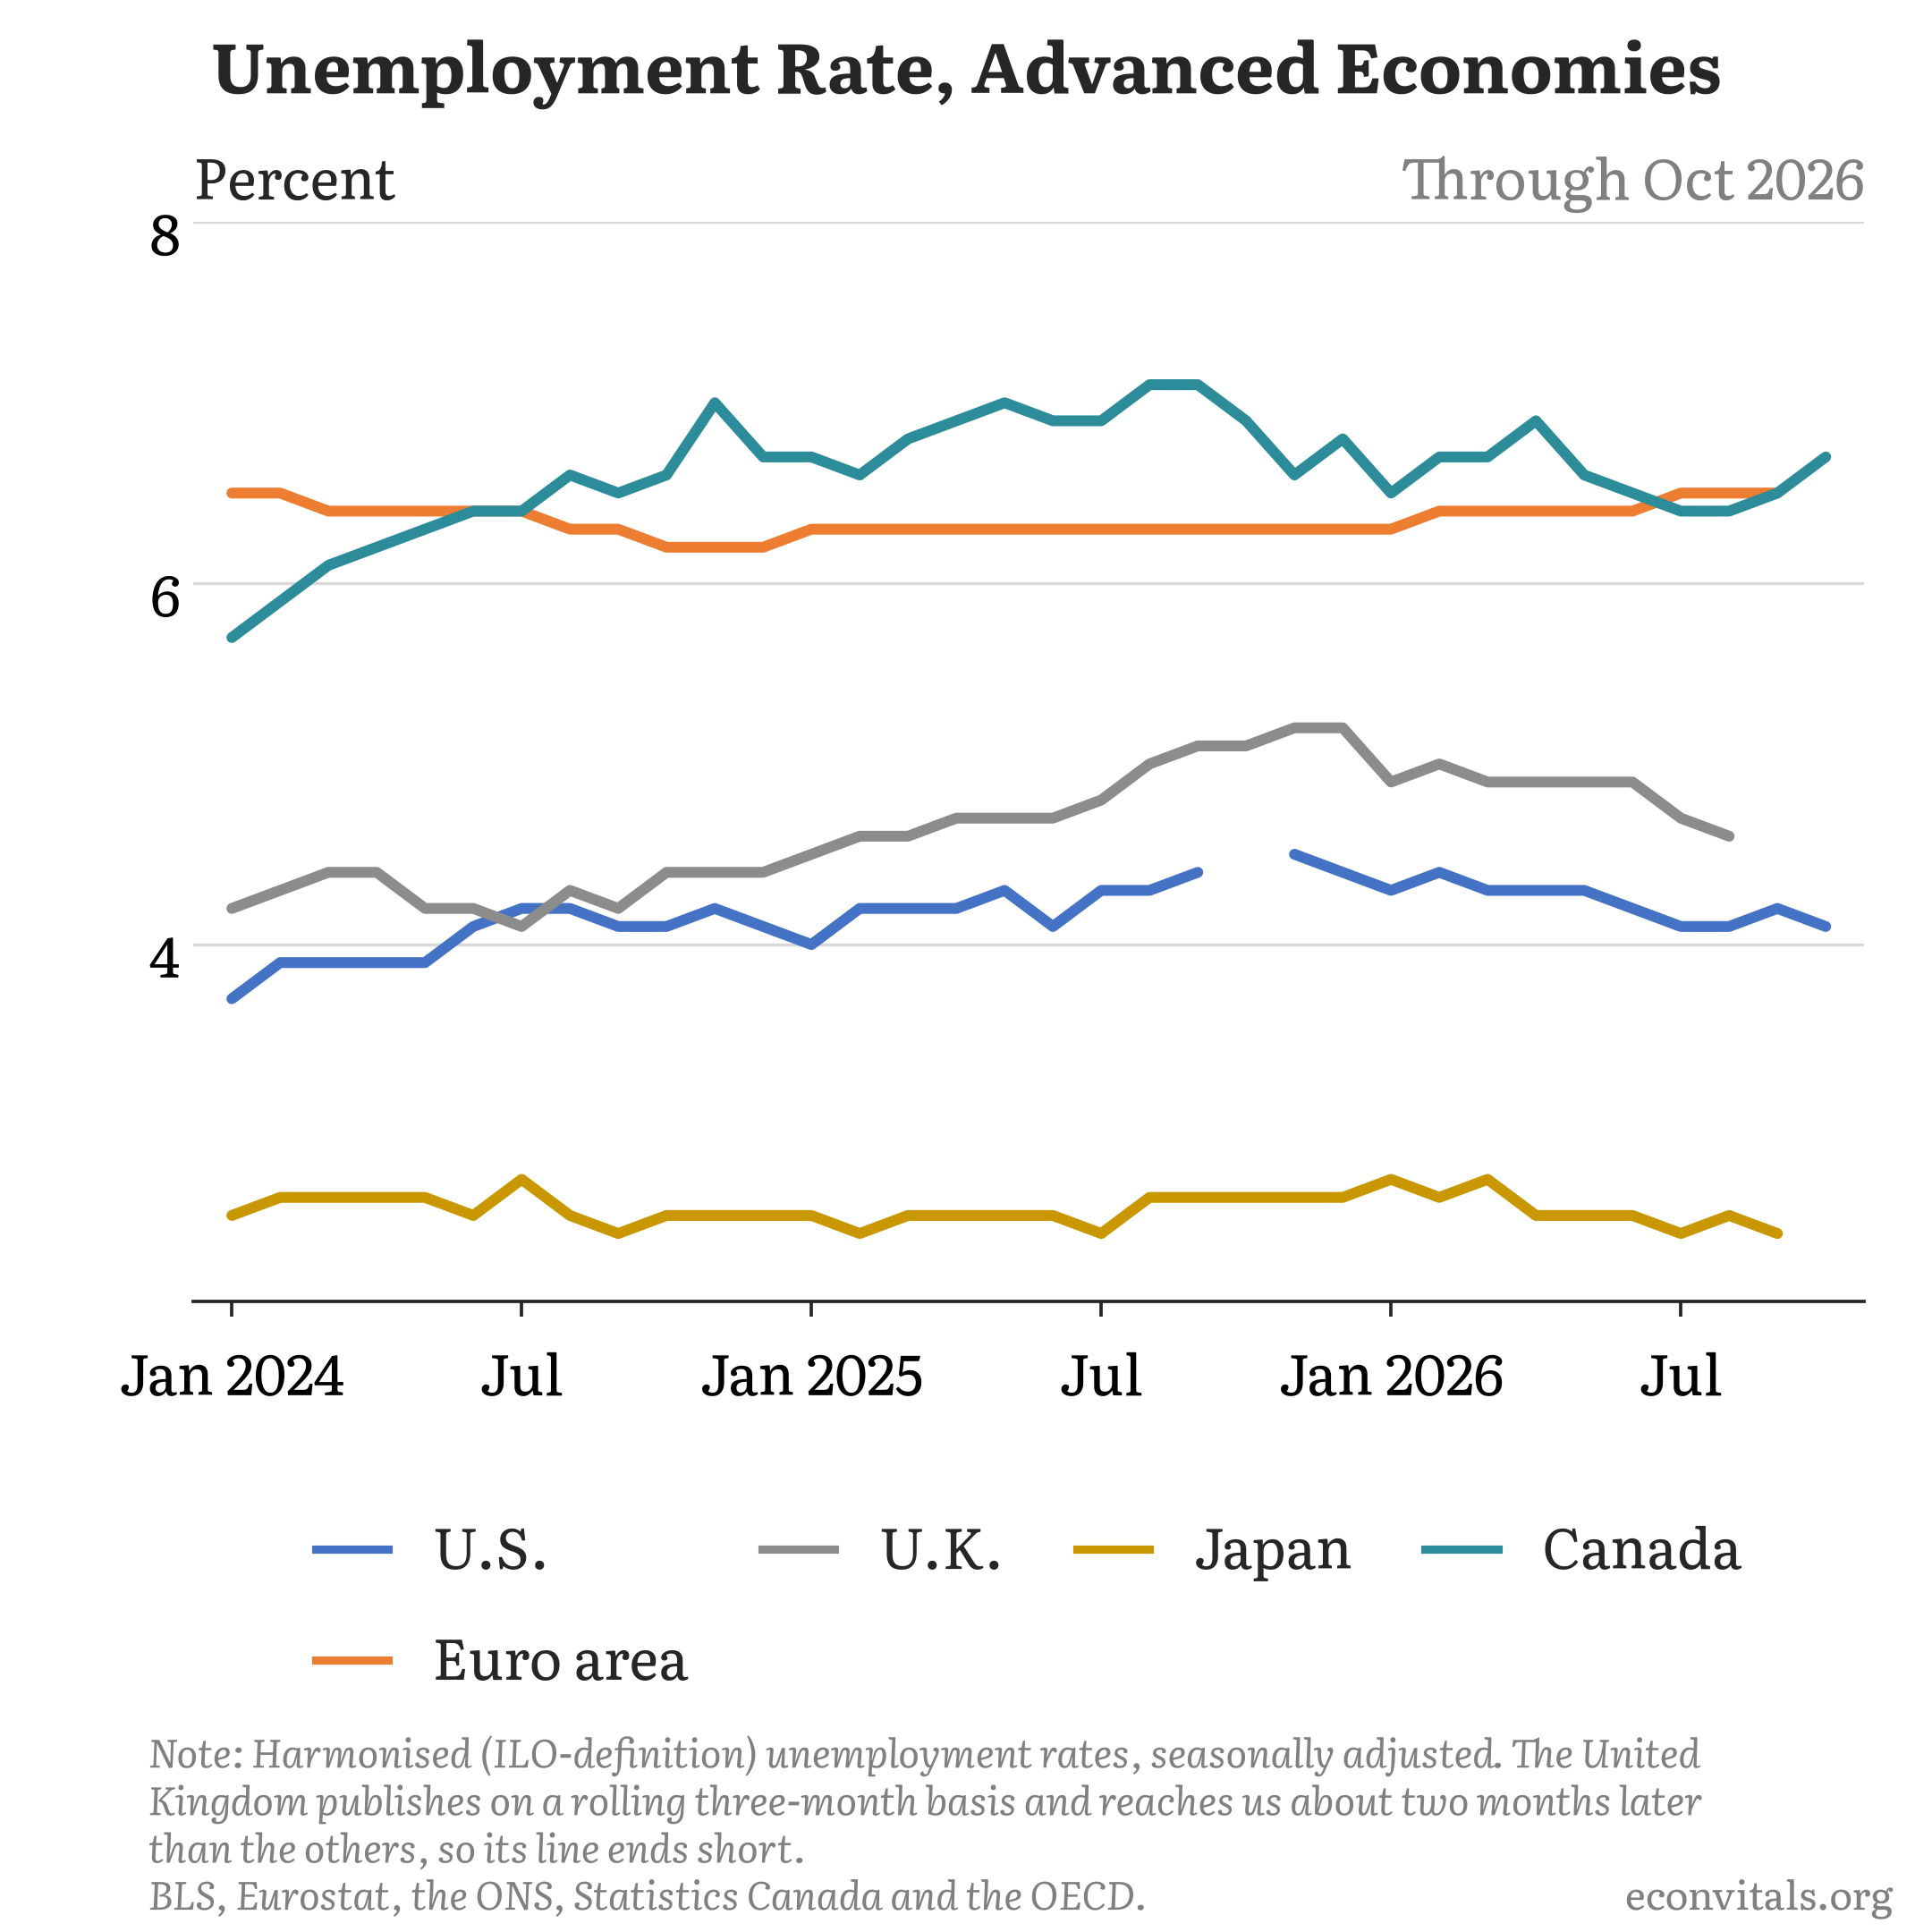 Unemployment Rate, Advanced Economies
Percent
Through Oct 2026
8
6
4
Jan 2024
Jul
Jan 2025
Jul
Jan 2026
Jul
U.S.
U.K.
Japan
Canada
Euro area
Note: Harmonised (ILO-definition) unemployment rates, seasonally adjusted. The United
Kingdom publishes on a rolling three-month basis and reaches us about two months later
than the others, so its line ends short.
BLS, Eurostat, the ONS, Statistics Canada and the OECD.
econvitals.org